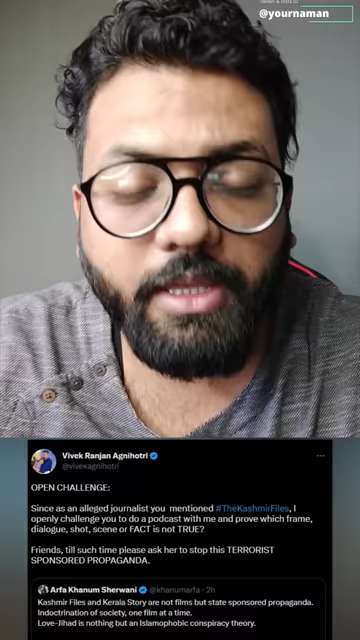 @yournaman
Vivek Ranjan Agnihotri
@vivekagnihotri
OPEN CHALLENGE:
Since as an alleged journalist you mentioned #TheKashmirFiles, I
openly challenge you to do a podcast with me and prove which frame,
dialogue, shot, scene or FACT is not TRUE?
Friends, till such time please ask her to stop this TERRORIST
SPONSORED PROPAGANDA.
Arfa Khanum Sherwani @khanumarfa · 2h
Kashmir Files and Kerala Story are not films but state sponsored propaganda.
Indoctrination of society, one film at a time.
Love-Jihad is nothing but an Islamophobic conspiracy theory.